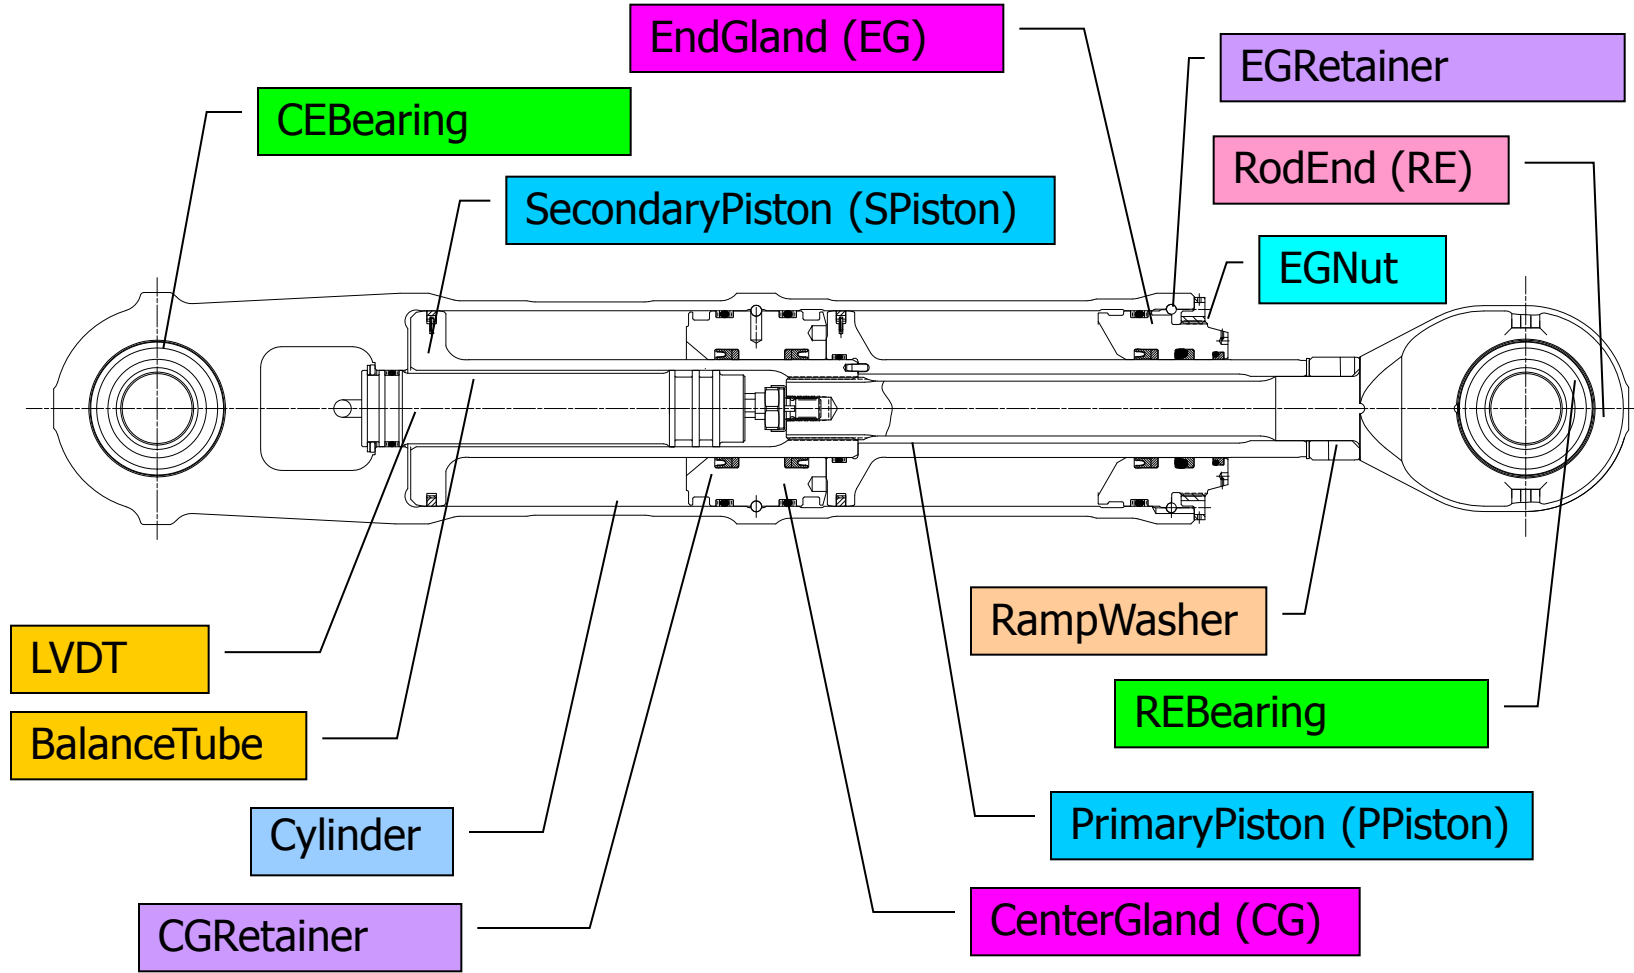 EndGland (EG)
EGRetainer
CEBearing
RodEnd (RE)
SecondaryPiston (SPiston)
EGNut
RampWasher
LVDT
REBearing
BalanceTube
PrimaryPiston (PPiston)
Cylinder
CenterGland (CG)
CGRetainer